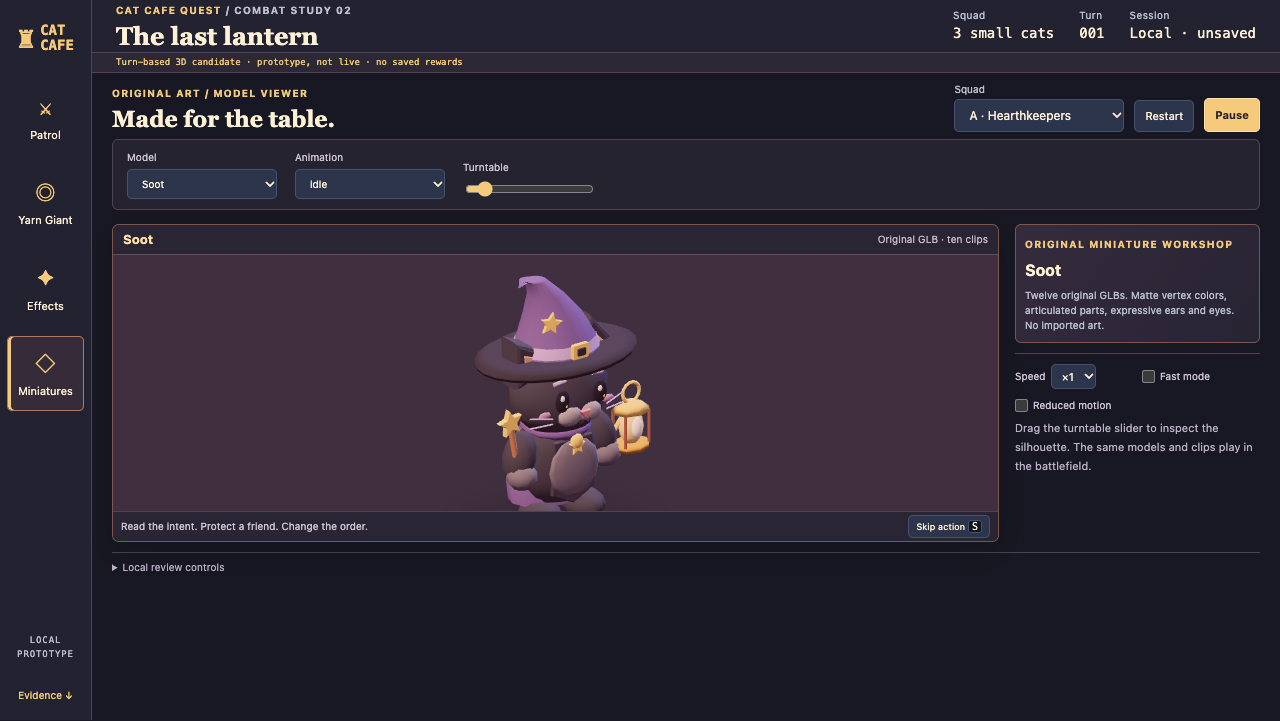 CAT
CAFE
CAT CAFE QUEST / COMBAT STUDY 02
The last lantern
Squad
3 small cats
Turn
001
Session
Local · unsaved
Turn-based 3D candidate · prototype, not live · no saved rewards
Patrol
Yarn Giant
Effects
Miniatures
LOCAL
PROTOTYPE
Evidence ↓
ORIGINAL ART / MODEL VIEWER
Made for the table.
Squad
A · Hearthkeepers
Restart
Pause
Model
Soot
Animation
Idle
Turntable
Soot
Original GLB · ten clips
Read the intent. Protect a friend. Change the order.
Skip action S
ORIGINAL MINIATURE WORKSHOP
Soot
Twelve original GLBs. Matte vertex colors,
articulated parts, expressive ears and eyes.
No imported art.
Speed
×1
Fast mode
Reduced motion
Drag the turntable slider to inspect the
silhouette. The same models and clips play in
the battlefield.
Local review controls